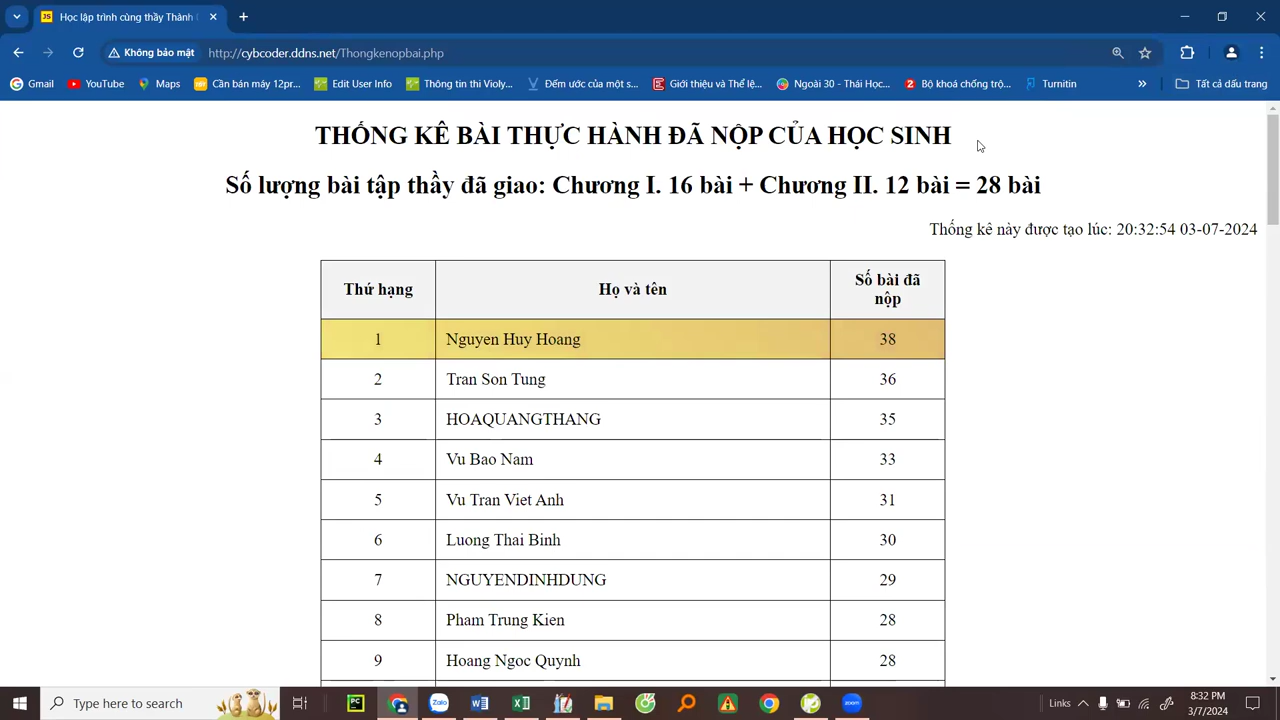 Học lập trình cùng thầy Thành
Không bảo mật
http://cybcoder.ddns.net/Thongkenopbai.php
Gmail
YouTube
Maps
Cần bán máy 12pr...
Edit User Info
Thông tin thi Violy...
Đếm ước của một s...
Giới thiệu và Thể lệ...
Ngoài 30 - Thái Học...
Bộ khoá chống trộ...
Turnitin
Tất cả dấu trang
THỐNG KÊ BÀI THỰC HÀNH ĐÃ NỘP CỦA HỌC SINH
Số lượng bài tập thầy đã giao: Chương I. 16 bài + Chương II. 12 bài = 28 bài
Thống kê này được tạo lúc: 20:32:54 03-07-2024
Thứ hạng Họ và tên Số bài đã nộp
1 Nguyen Huy Hoang 38
2 Tran Son Tung 36
3 HOAQUANGTHANG 35
4 Vu Bao Nam 33
5 Vu Tran Viet Anh 31
6 Luong Thai Binh 30
7 NGUYENDINHDUNG 29
8 Pham Trung Kien 28
9 Hoang Ngoc Quynh 28
Type here to search
Links
8:32 PM
3/7/2024